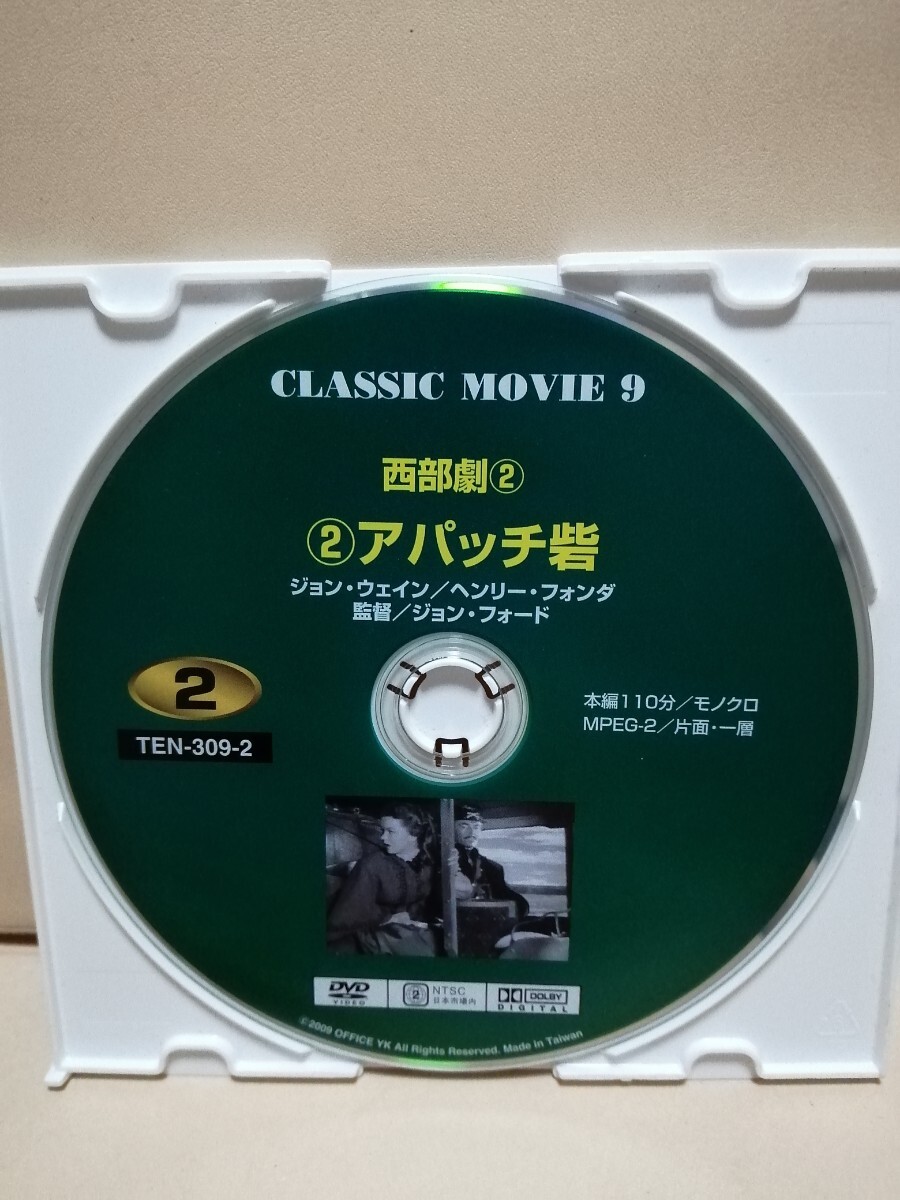 CLASSIC MOVIE 9
西部劇②
②アパッチ砦
ジョン・ウェイン／ヘンリー・フォンダ
監督／ジョン・フォード
2
TEN-309-2
本編110分／モノクロ
MPEG-2／片面・一層
DVD
VIDEO
2
NTSC
日本市場内
DOLBY
DIGITAL
©2009 OFFICE YK All Rights Reserved. Made in Taiwan